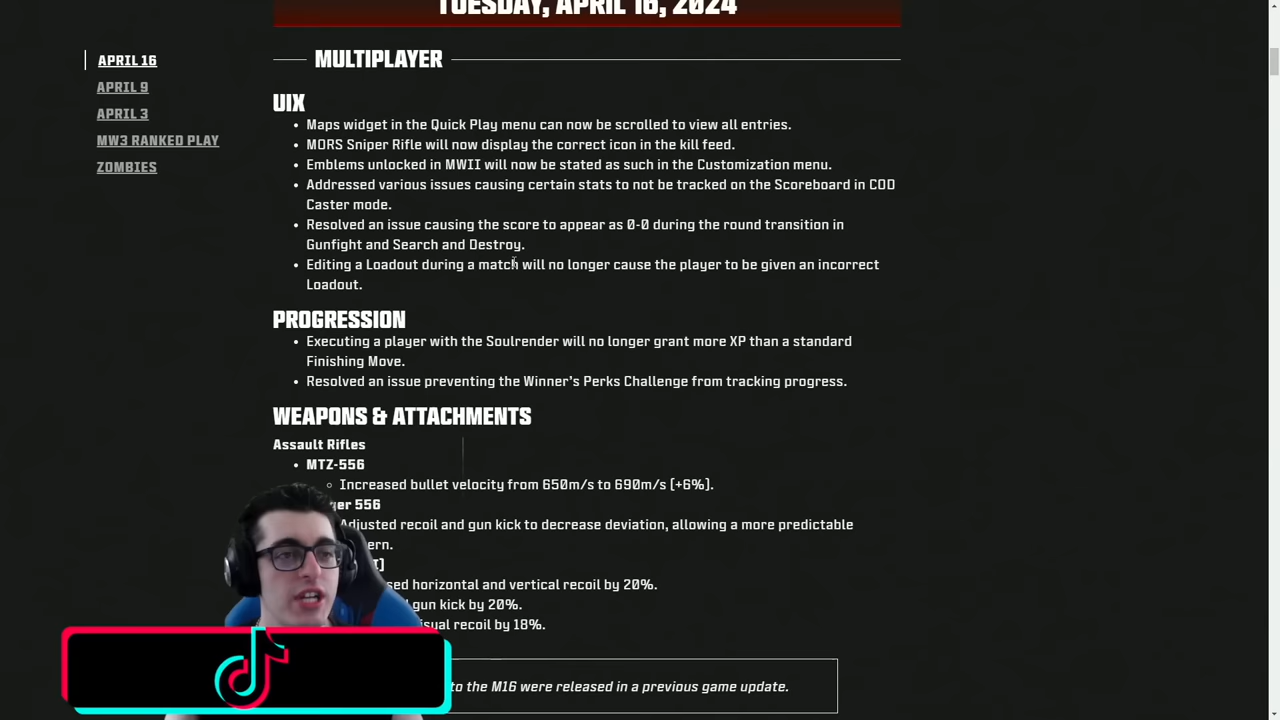 TUESDAY, APRIL 16, 2024
APRIL 16
APRIL 9
APRIL 3
MW3 RANKED PLAY
ZOMBIES
MULTIPLAYER
UIX
• Maps widget in the Quick Play menu can now be scrolled to view all entries.
• MORS Sniper Rifle will now display the correct icon in the kill feed.
• Emblems unlocked in MWII will now be stated as such in the Customization menu.
• Addressed various issues causing certain stats to not be tracked on the Scoreboard in COD
Caster mode.
• Resolved an issue causing the score to appear as 0-0 during the round transition in
Gunfight and Search and Destroy.
• Editing a Loadout during a match will no longer cause the player to be given an incorrect
Loadout.
PROGRESSION
• Executing a player with the Soulrender will no longer grant more XP than a standard
Finishing Move.
• Resolved an issue preventing the Winner's Perks Challenge from tracking progress.
WEAPONS & ATTACHMENTS
Assault Rifles
• MTZ-556
Increased bullet velocity from 650m/s to 690m/s (+6%).
556
Adjusted recoil and gun kick to decrease deviation, allowing a more predictable
horizontal and vertical recoil by 20%.
gun kick by 20%.
recoil by 18%.
to the M16 were released in a previous game update.